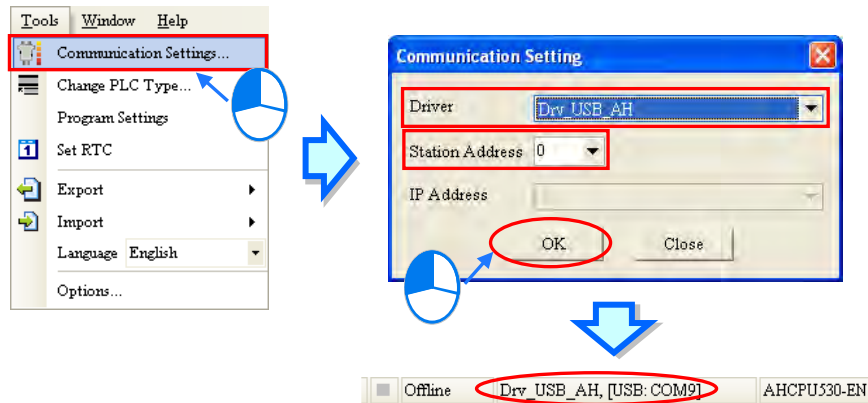 Tools Window Help
Communication Settings...
Change PLC Type...
Program Settings
1 Set RTC
Export
Import
Language English
Options...
Communication Setting
Driver Drv_USB_AH
Station Address 0
IP Address
OK Close
Offline Drv_USB_AH, [USB: COM9] AHCPU530-EN